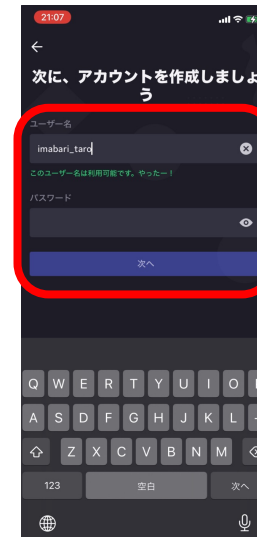 21:07
次に、アカウントを作成しましょ
う
ユーザー名
imabari_taro
このユーザー名は利用可能です。やったー！
パスワード
次へ
Q W E R T Y U I O
A S D F G H J K L
Z X C V B N M
123 空白 次へ